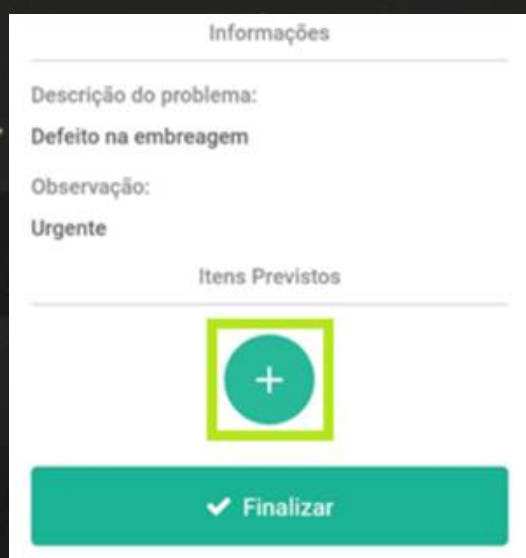 Informações
Descrição do problema:
Defeito na embreagem
Observação:
Urgente
Itens Previstos
+
✔ Finalizar